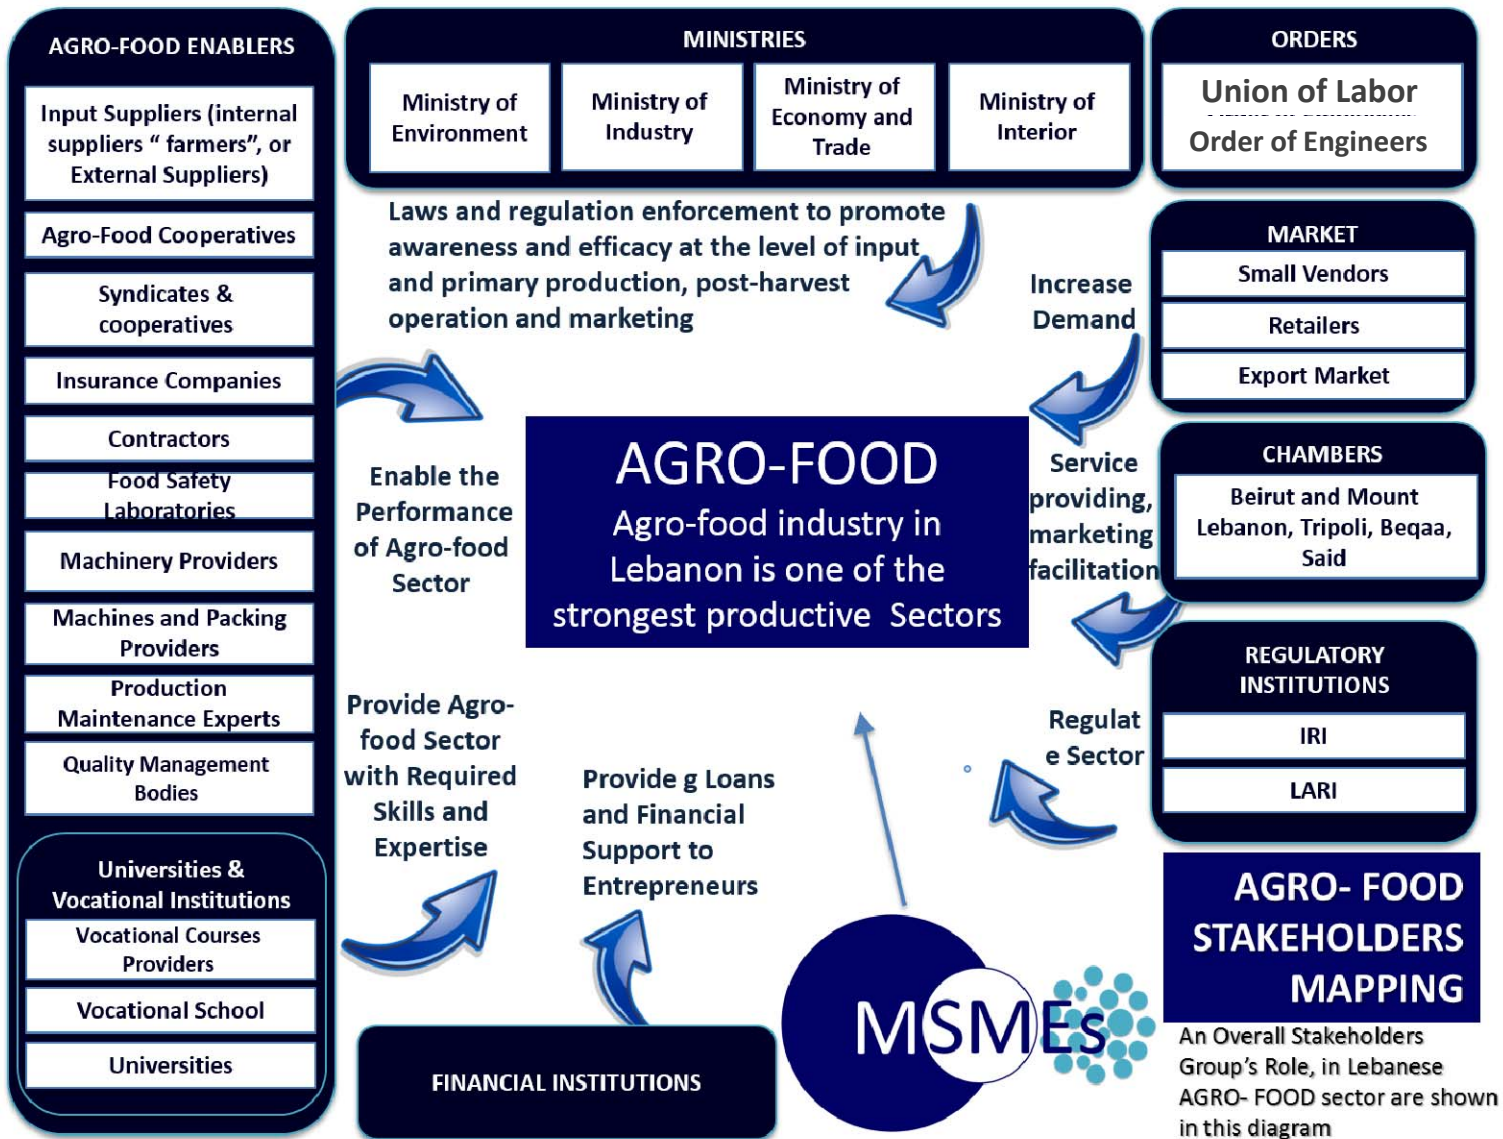 AGRO-FOOD ENABLERS
Input Suppliers (internal
suppliers “ farmers”, or
External Suppliers)
Agro-Food Cooperatives
Syndicates &
cooperatives
Insurance Companies
Contractors
Food Safety
Laboratories
Machinery Providers
Machines and Packing
Providers
Production
Maintenance Experts
Quality Management
Bodies
Universities &
Vocational Institutions
Vocational Courses
Providers
Vocational School
Universities
MINISTRIES
Ministry of
Environment
Ministry of
Industry
Ministry of
Economy and
Trade
Ministry of
Interior
ORDERS
Union of Labor
Order of Engineers
Laws and regulation enforcement to promote
awareness and efficacy at the level of input
and primary production, post-harvest
operation and marketing
Increase
Demand
MARKET
Small Vendors
Retailers
Export Market
Enable the
Performance
of Agro-food
Sector
AGRO-FOOD
Agro-food industry in
Lebanon is one of the
strongest productive Sectors
Service
providing,
marketing
facilitation
CHAMBERS
Beirut and Mount
Lebanon, Tripoli, Beqaa,
Said
REGULATORY
INSTITUTIONS
IRI
LARI
Regulat
e Sector
Provide Agro-
food Sector
with Required
Skills and
Expertise
Provide g Loans
and Financial
Support to
Entrepreneurs
FINANCIAL INSTITUTIONS
MSMEs
AGRO- FOOD
STAKEHOLDERS
MAPPING
An Overall Stakeholders
Group’s Role, in Lebanese
AGRO- FOOD sector are shown
in this diagram